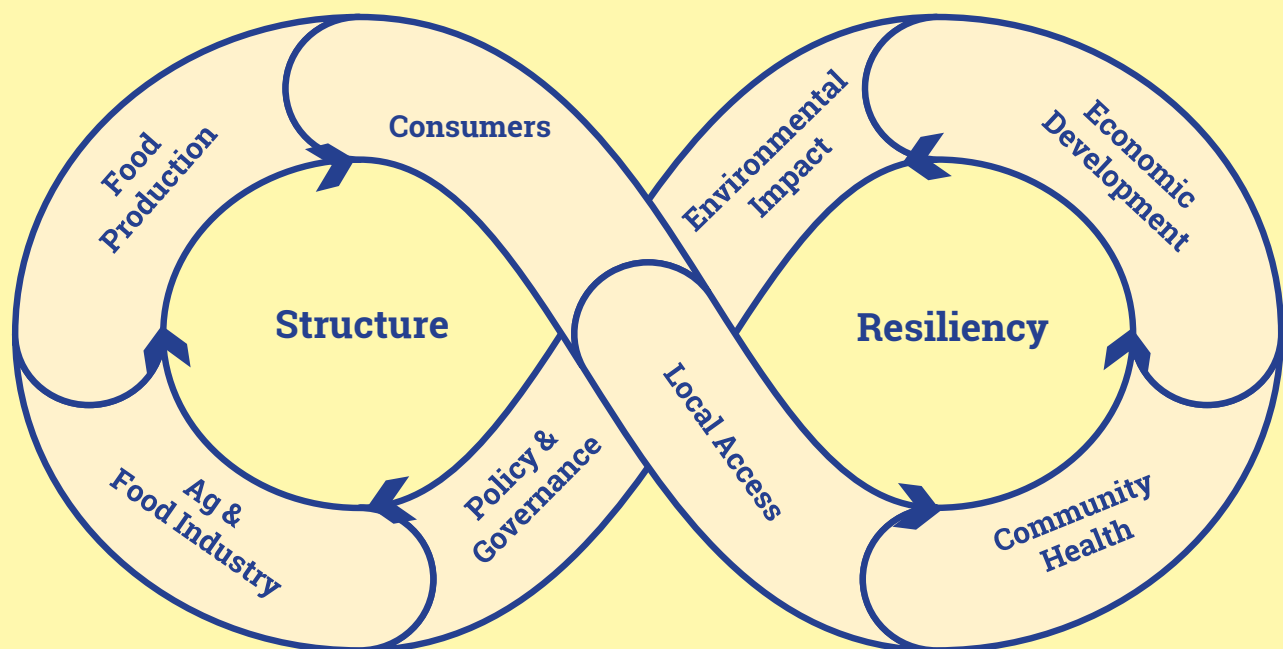 Food
Production
Consumers
Environmental
Impact
Economic
Development
Structure
Resiliency
Ag &
Food Industry
Policy &
Governance
Local Access
Community
Health